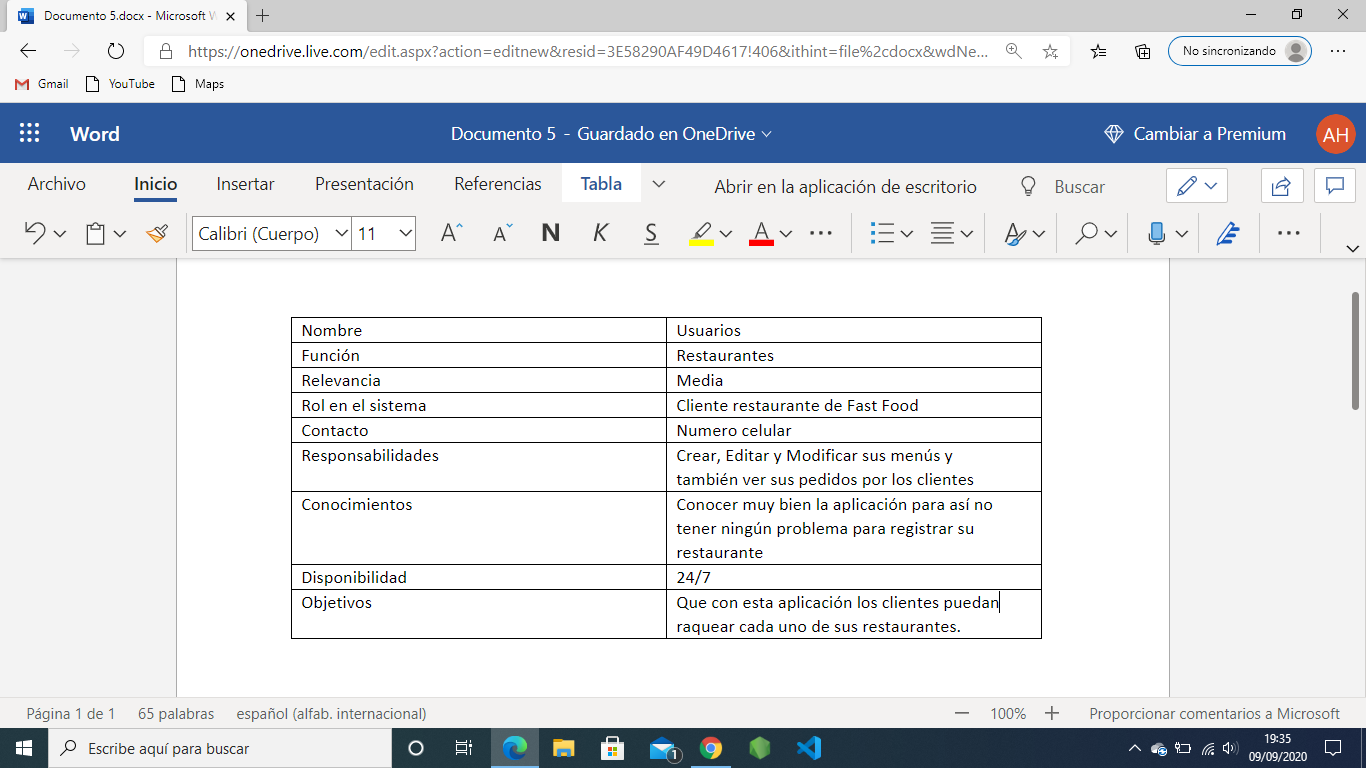 Documento 5.docx - Microsoft W
https://onedrive.live.com/edit.aspx?action=editnew&resid=3E58290AF49D4617!406&ithint=file%2cdocx&wdNe...
No sincronizando
Gmail YouTube Maps
Word
Documento 5 - Guardado en OneDrive
Cambiar a Premium
AH
Archivo Inicio Insertar Presentación Referencias Tabla Abrir en la aplicación de escritorio Buscar
Calibri (Cuerpo) 11 A A N K S A
Nombre Usuarios
Función Restaurantes
Relevancia Media
Rol en el sistema Cliente restaurante de Fast Food
Contacto Numero celular
Responsabilidades Crear, Editar y Modificar sus menús y
también ver sus pedidos por los clientes
Conocimientos Conocer muy bien la aplicación para así no
tener ningún problema para registrar su
restaurante
Disponibilidad 24/7
Objetivos Que con esta aplicación los clientes puedan
raquear cada uno de sus restaurantes.
Página 1 de 1 65 palabras español (alfab. internacional) 100% Proporcionar comentarios a Microsoft
Escribe aquí para buscar
1
19:35
09/09/2020